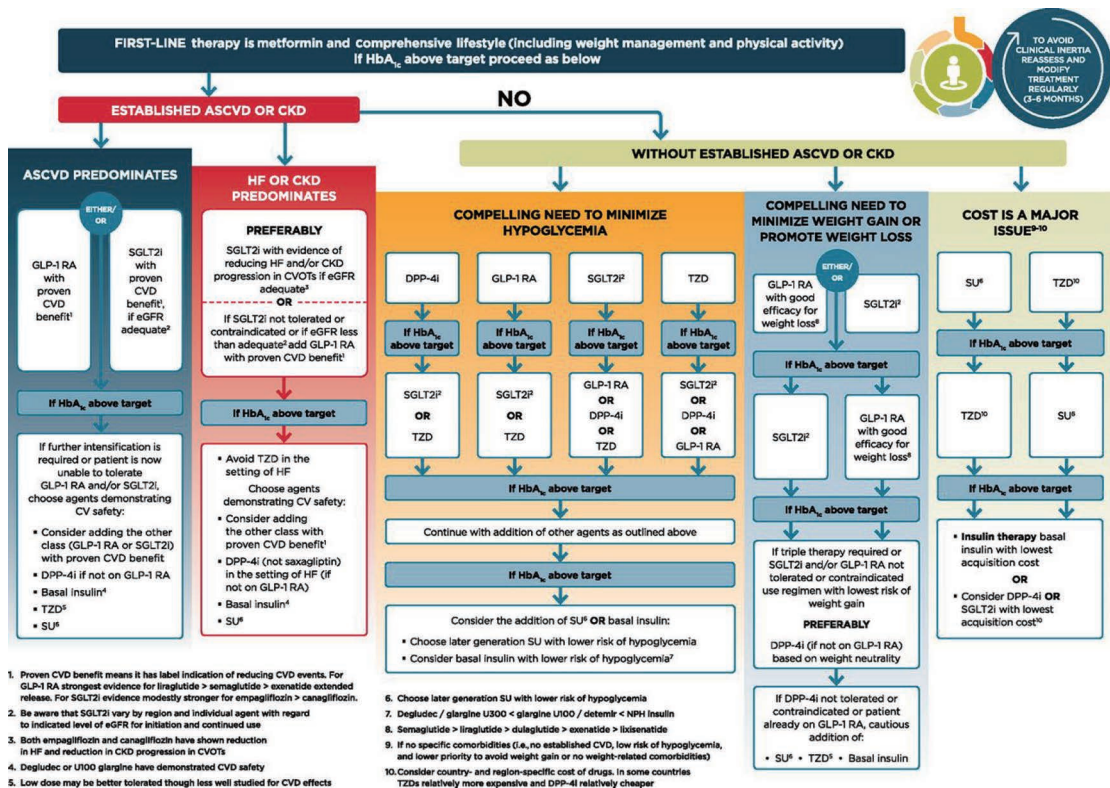 FIRST-LINE therapy is metformin and Comprehensive lifestyle (including weight management and physical activity)
If HbA1c above target proceed as below
TO AVOID
CLINICAL INERTIA
REASSESS AND
MODIFY
TREATMENT
REGULARLY
(3-6 MONTHS)
ESTABLISHED ASCVD OR CKD
NO
WITHOUT ESTABLISHED ASCVD OR CKD
ASCVD PREDOMINATES
EITHER/
OR
GLP-1 RA
with
proven
CVD
benefit¹
SGLT2i
with
proven
CVD
benefit¹,
if eGFR
adequate²
If HbA1c above target
If further intensification is
required or patient is now
unable to tolerate
GLP-1 RA and/or SGLT2i,
choose agents demonstrating
CV safety:
▪ Consider adding the other
class (GLP-1 RA or SGLT2i)
with proven CVD benefit
▪ DPP-4i if not on GLP-1 RA
▪ Basal insulin⁴
▪ TZD⁵
▪ SU⁶
HF OR CKD
PREDOMINATES
PREFERABLY
SGLT2i with evidence of
reducing HF and/or CKD
progression in CVOTs if eGFR
adequate³
OR
If SGLT2i not tolerated or
contraindicated or if eGFR less
than adequate² add GLP-1 RA
with proven CVD benefit¹
If HbA1c above target
▪ Avoid TZD in the
setting of HF
Choose agents
demonstrating CV safety:
▪ Consider adding
the other class with
proven CVD benefit¹
▪ DPP-4i (not saxagliptin)
in the setting of HF (if
not on GLP-1 RA)
▪ Basal insulin⁴
▪ SU⁶
COMPELLING NEED TO MINIMIZE
HYPOGLYCEMIA
DPP-4i
GLP-1 RA
SGLT2i²
TZD
If HbA1c
above target
If HbA1c
above target
If HbA1c
above target
If HbA1c
above target
SGLT2i²
OR
TZD
SGLT2i²
OR
TZD
GLP-1 RA
OR
DPP-4i
OR
TZD
SGLT2i²
OR
DPP-4i
OR
GLP-1 RA
If HbA1c above target
Continue with addition of other agents as outlined above
If HbA1c above target
Consider the addition of SU⁶ OR basal insulin:
▪ Choose later generation SU with lower risk of hypoglycemia
▪ Consider basal insulin with lower risk of hypoglycemia⁷
COMPELLING NEED TO
MINIMIZE WEIGHT GAIN OR
PROMOTE WEIGHT LOSS
EITHER/
OR
GLP-1 RA
with good
efficacy for
weight loss⁸
SGLT2i²
If HbA1c above target
SGLT2i²
GLP-1 RA
with good
efficacy for
weight loss⁸
If HbA1c above target
If triple therapy required or
SGLT2i and/or GLP-1 RA not
tolerated or contraindicated
use regimen with lowest risk of
weight gain
PREFERABLY
DPP-4i (if not on GLP-1 RA)
based on weight neutrality
If DPP-4i not tolerated or
contraindicated or patient
already on GLP-1 RA, cautious
addition of:
▪ SU⁶ ▪ TZD⁵ ▪ Basal insulin
COST IS A MAJOR
ISSUE⁹⁻¹⁰
SU⁶
TZD¹⁰
If HbA1c above target
TZD¹⁰
SU⁶
If HbA1c above target
▪ Insulin therapy basal
insulin with lowest
acquisition cost
OR
▪ Consider DPP-4i OR
SGLT2i with lowest
acquisition cost¹⁰
1. Proven CVD benefit means it has label indication of reducing CVD events. For
GLP-1 RA strongest evidence for liraglutide > semaglutide > exenatide extended
release. For SGLT2i evidence modestly stronger for empagliflozin > canagliflozin.
2. Be aware that SGLT2i vary by region and individual agent with regard
to indicated level of eGFR for initiation and continued use
3. Both empagliflozin and canagliflozin have shown reduction
in HF and reduction in CKD progression in CVOTs
4. Degludec or U100 glargine have demonstrated CVD safety
5. Low dose may be better tolerated though less well studied for CVD effects
6. Choose later generation SU with lower risk of hypoglycemia
7. Degludec / glargine U300 < glargine U100 / detemir < NPH insulin
8. Semaglutide > liraglutide > dulaglutide > exenatide > lixisenatide
9. If no specific comorbidities (i.e., no established CVD, low risk of hypoglycemia,
and lower priority to avoid weight gain or no weight-related comorbidities)
10. Consider country- and region-specific cost of drugs. In some countries
TZDs relatively more expensive and DPP-4i relatively cheaper